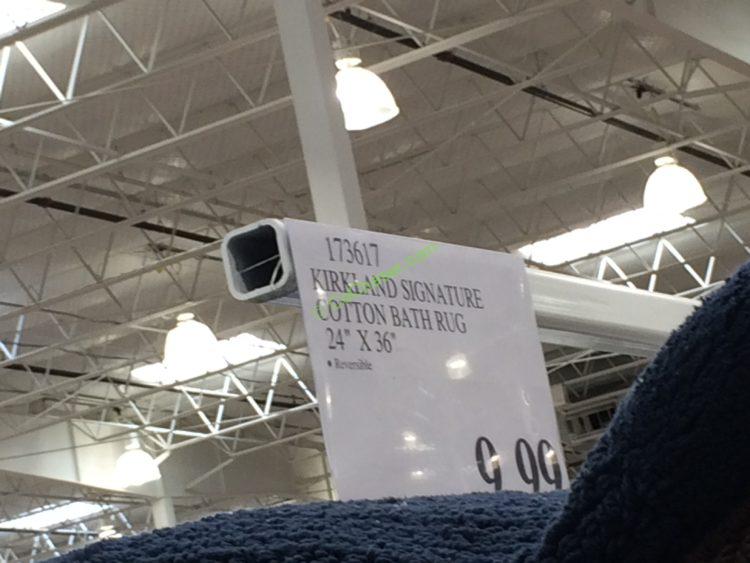 173617
KIRKLAND SIGNATURE
COTTON BATH RUG
24" X 36"
• Reversible
9.99